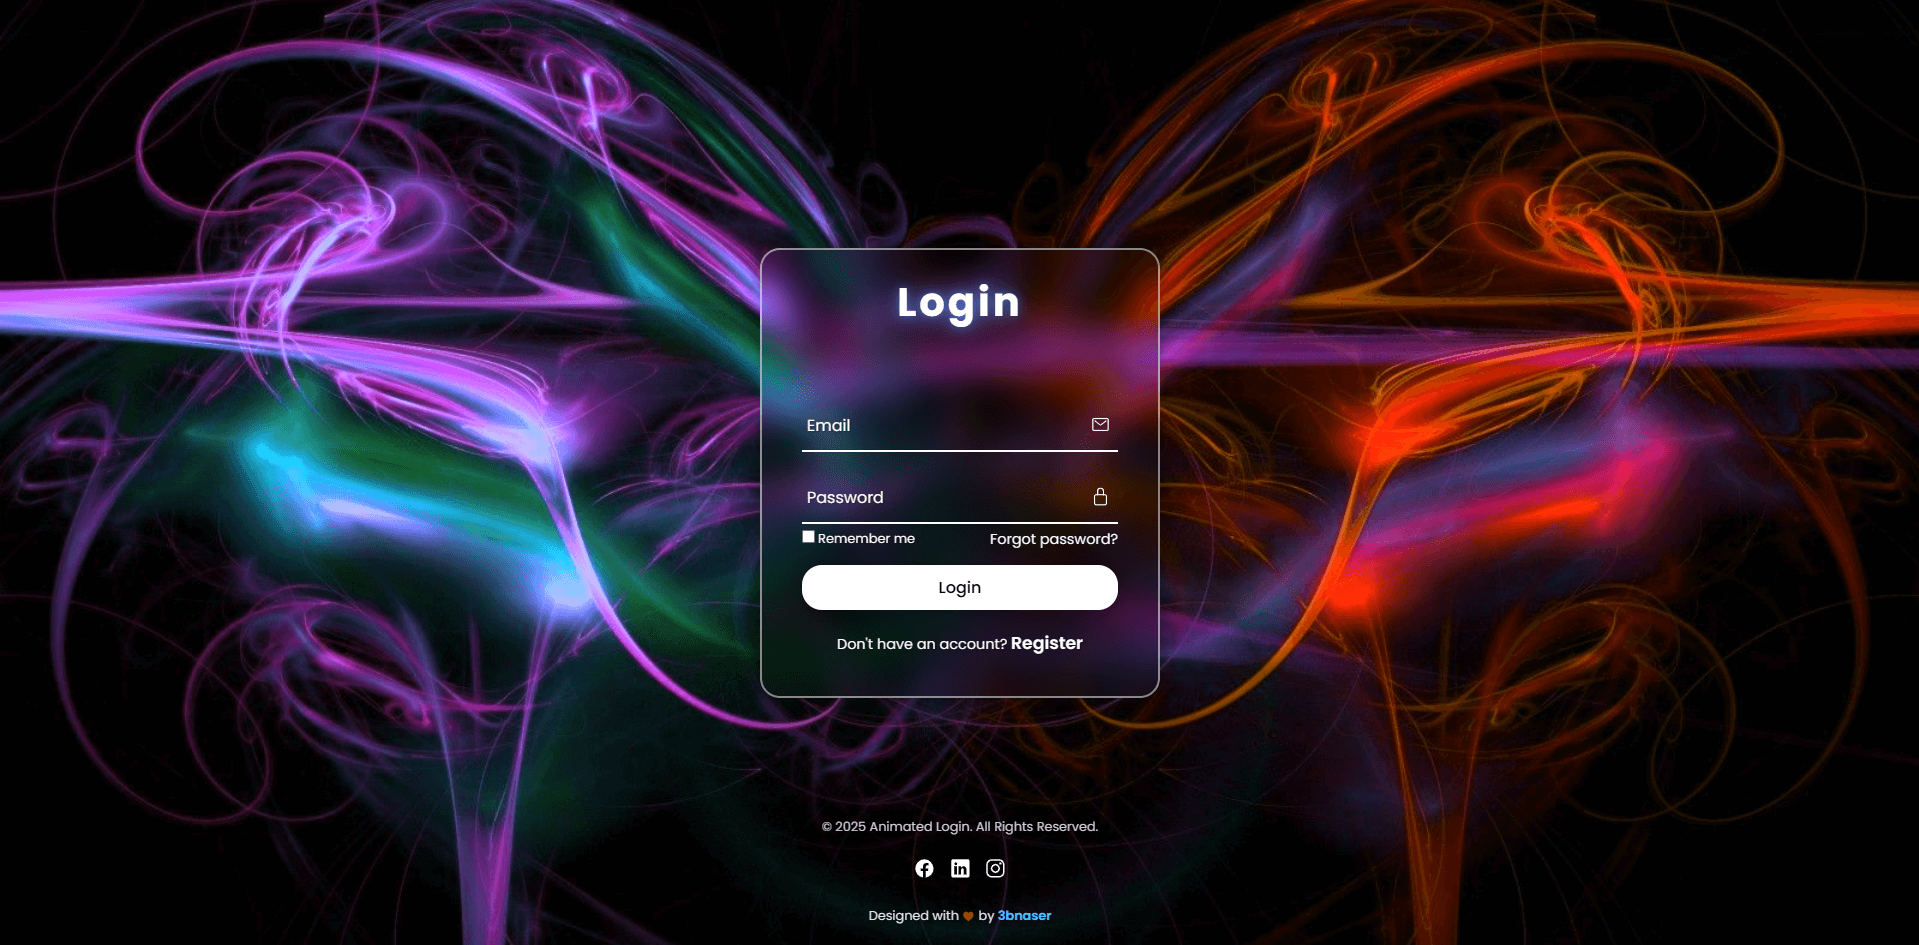 Login
Email
Password
Remember me Forgot password?
Login
Don't have an account? Register
© 2025 Animated Login. All Rights Reserved.
Designed with by 3bnaser